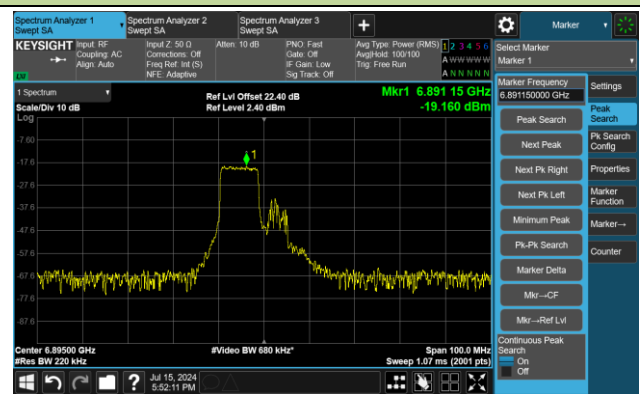 Spectrum Analyzer 1
Swept SA
Spectrum Analyzer 2
Swept SA
Spectrum Analyzer 3
Swept SA
+
Marker
KEYSIGHT
Input: RF
Coupling: AC
Align: Auto
Input Z: 50 Ω
Corrections: Off
Freq Ref: Int (S)
NFE: Adaptive
Atten: 10 dB
PNO: Fast
Gate: Off
IF Gain: Low
Sig Track: Off
Avg Type: Power (RMS)
Avg|Hold: 100/100
Trig: Free Run
1 2 3 4 5 6
A W W W W W
A N N N N N
LXI
Select Marker
Marker 1
1 Spectrum
Scale/Div 10 dB
Log
Ref Lvl Offset 22.40 dB
Ref Level 2.40 dBm
Mkr1 6.891 15 GHz
-19.160 dBm
1
-7.60
-17.6
-27.6
-37.6
-47.6
-57.6
-67.6
-77.6
-87.6
Center 6.89500 GHz
#Res BW 220 kHz
#Video BW 680 kHz*
Span 100.0 MHz
Sweep 1.07 ms (2001 pts)
Marker Frequency
6.891150000 GHz
Peak Search
Next Peak
Next Pk Right
Next Pk Left
Minimum Peak
Pk-Pk Search
Marker Delta
Mkr→CF
Mkr→Ref Lvl
Continuous Peak
Search
On
Off
Settings
Peak
Search
Pk Search
Config
Properties
Marker
Function
Marker→
Counter
?
Jul 15, 2024
5:52:11 PM